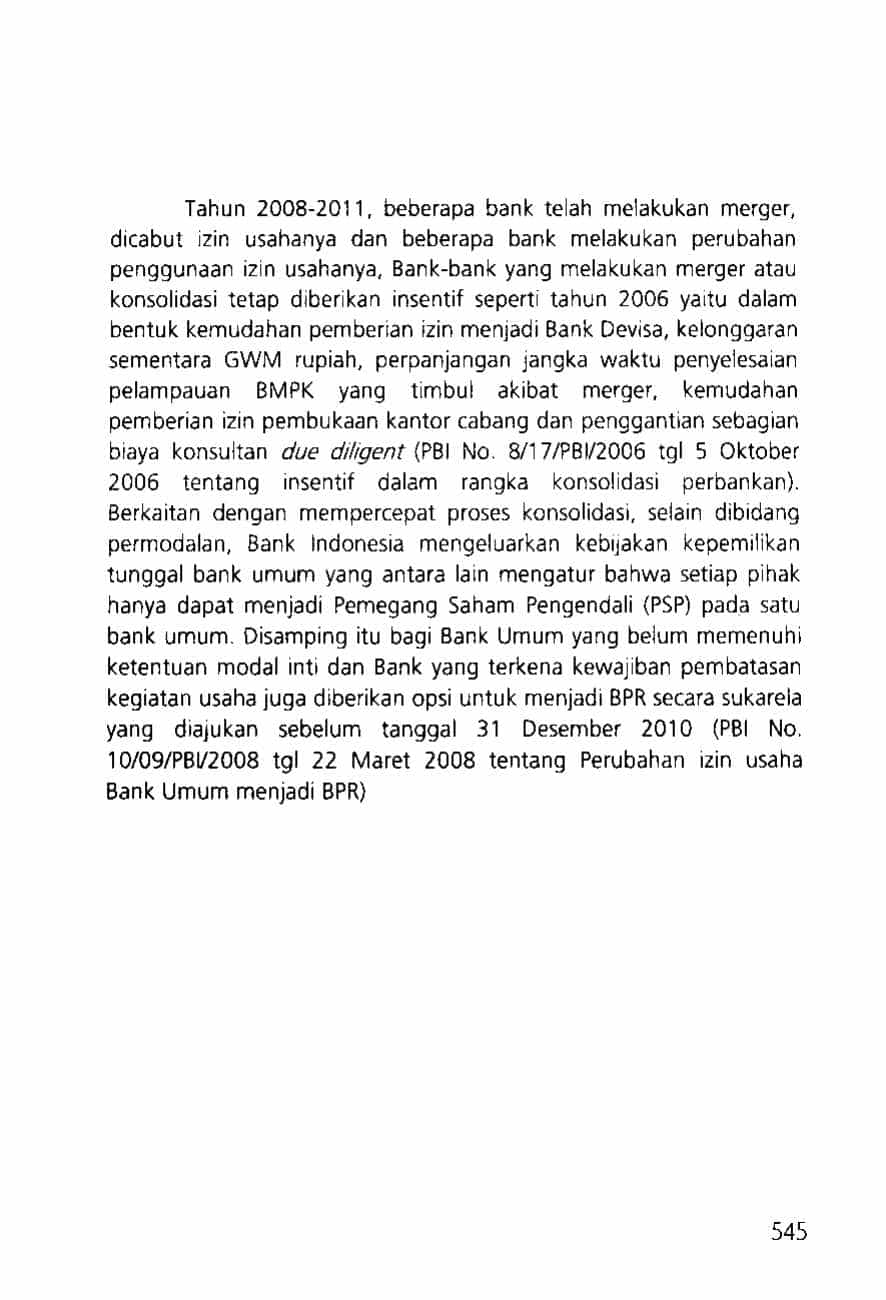 Tahun 2008-2011, beberapa bank telah melakukan merger,
dicabut izin usahanya dan beberapa bank melakukan perubahan
penggunaan izin usahanya, Bank-bank yang melakukan merger atau
konsolidasi tetap diberikan insentif seperti tahun 2006 yaitu dalam
bentuk kemudahan pemberian izin menjadi Bank Devisa, kelonggaran
sementara GWM rupiah, perpanjangan jangka waktu penyelesaian
pelampauan BMPK yang timbul akibat merger, kemudahan
pemberian izin pembukaan kantor cabang dan penggantian sebagian
biaya konsultan due diligent (PBI No. 8/17/PBI/2006 tgl 5 Oktober
2006 tentang insentif dalam rangka konsolidasi perbankan).
Berkaitan dengan mempercepat proses konsolidasi, selain dibidang
permodalan, Bank Indonesia mengeluarkan kebijakan kepemilikan
tunggal bank umum yang antara lain mengatur bahwa setiap pihak
hanya dapat menjadi Pemegang Saham Pengendali (PSP) pada satu
bank umum. Disamping itu bagi Bank Umum yang belum memenuhi
ketentuan modal inti dan Bank yang terkena kewajiban pembatasan
kegiatan usaha juga diberikan opsi untuk menjadi BPR secara sukarela
yang diajukan sebelum tanggal 31 Desember 2010 (PBI No.
10/09/PBI/2008 tgl 22 Maret 2008 tentang Perubahan izin usaha
Bank Umum menjadi BPR)
545